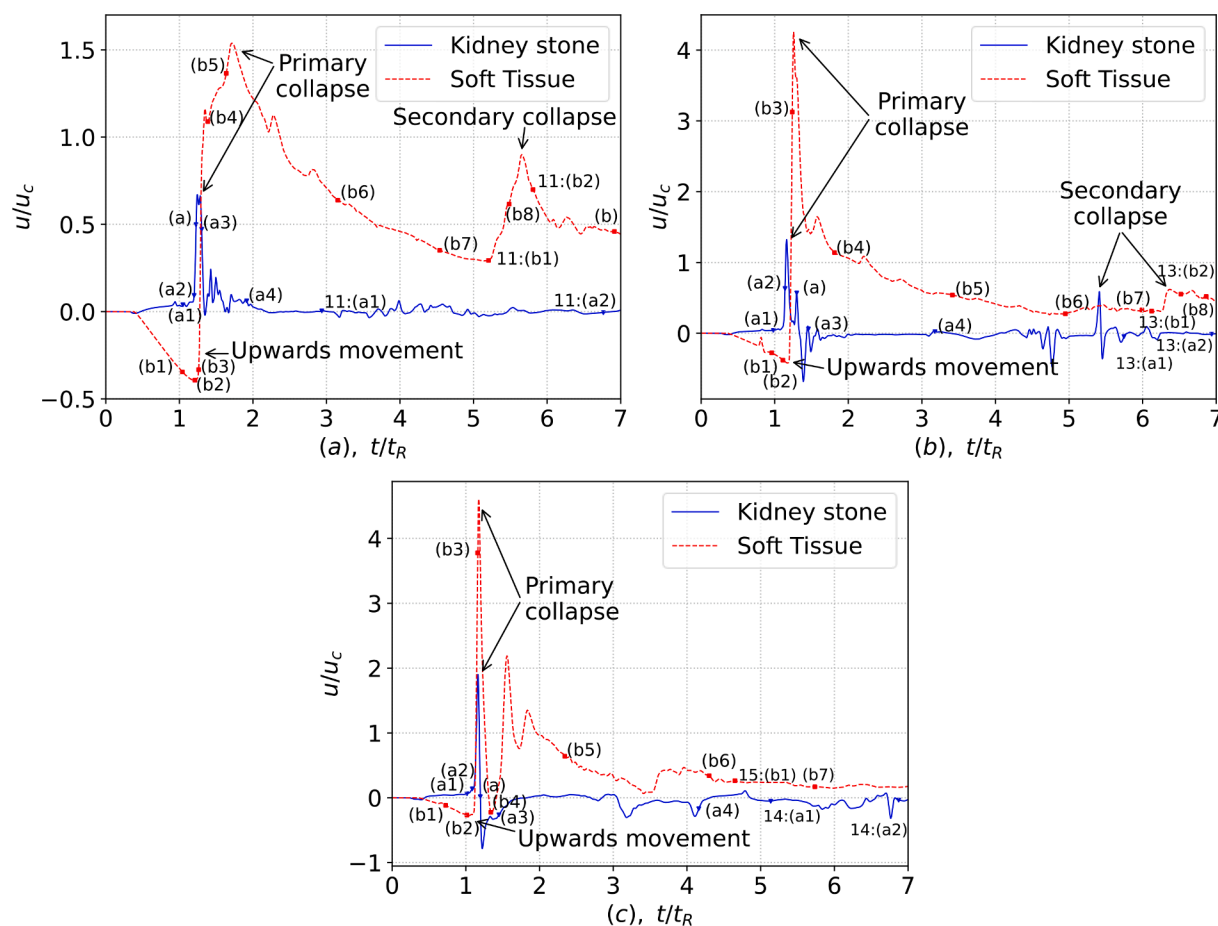 Kidney stone
Soft Tissue
Primary
collapse
Secondary collapse
Upwards movement
(a)
(a1)
(a2)
(a3)
(a4)
11:(a1)
11:(a2)
(b1)
(b2)
(b3)
(b4)
(b5)
(b6)
(b7)
11:(b1)
(b8)
11:(b2)
(b)
1.5
1.0
0.5
0.0
−0.5
u/u_c
0 1 2 3 4 5 6 7
(a), t/t_R
Kidney stone
Soft Tissue
Primary
collapse
Secondary
collapse
Upwards movement
(a1)
(a2)
(a)
(a3)
(a4)
13:(a1)
13:(a2)
(b1)
(b2)
(b3)
(b4)
(b5)
(b6)
(b7)
13:(b1)
13:(b2)
(b8)
4
3
2
1
0
u/u_c
0 1 2 3 4 5 6 7
(b), t/t_R
Kidney stone
Soft Tissue
Primary
collapse
Upwards movement
(a1)
(a2)
(a)
(a3)
(a4)
14:(a1)
14:(a2)
(b1)
(b2)
(b3)
(b4)
(b5)
(b6)
15:(b1)
(b7)
4
3
2
1
0
−1
u/u_c
0 1 2 3 4 5 6 7
(c), t/t_R